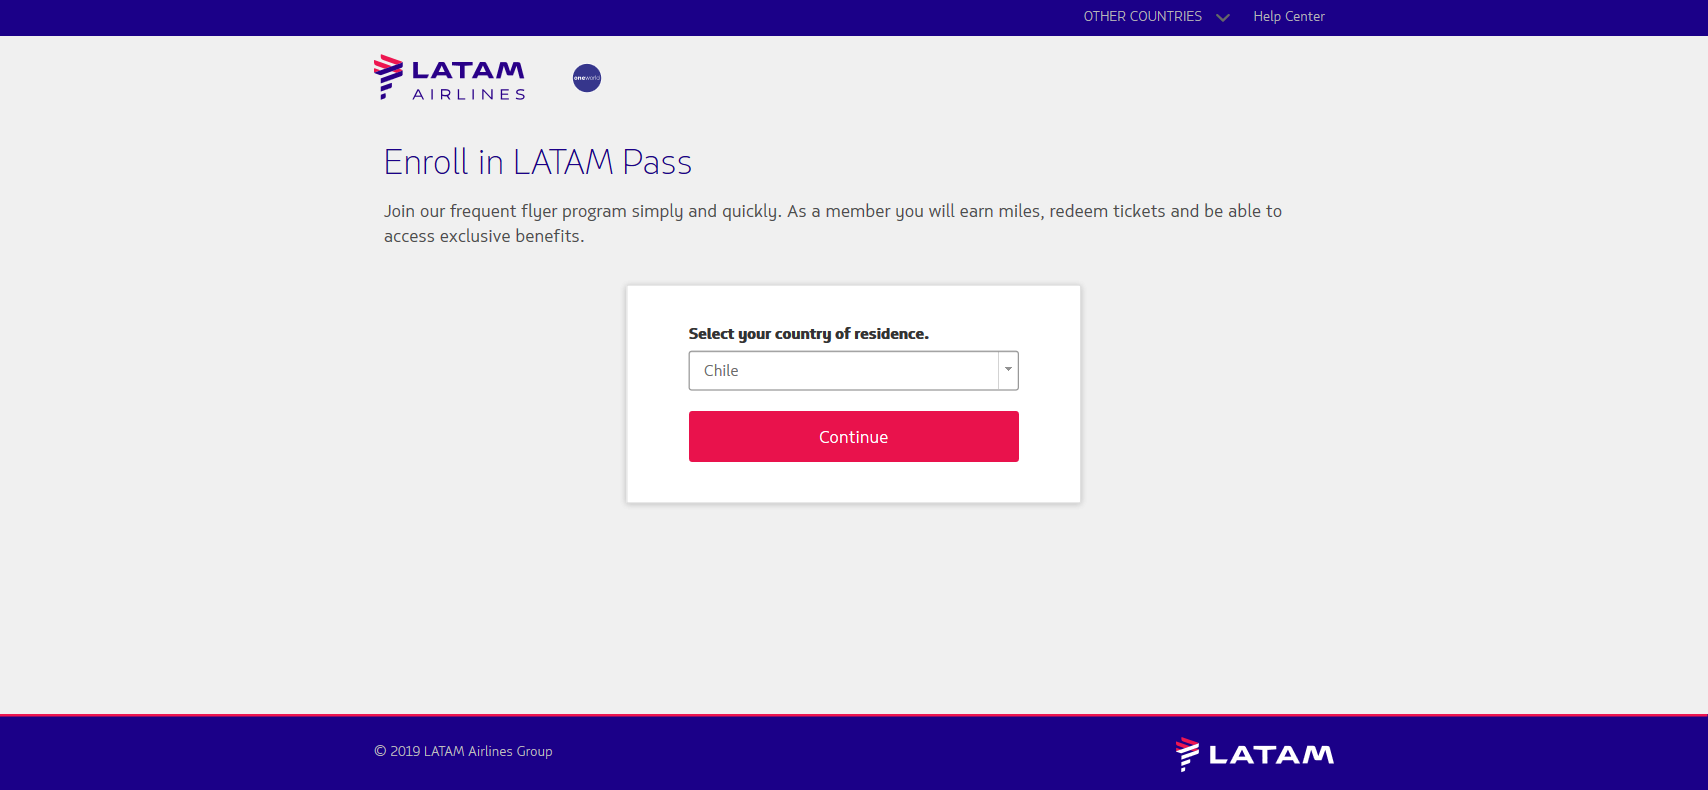 OTHER COUNTRIES Help Center
LATAM
AIRLINES
oneworld
Enroll in LATAM Pass
Join our frequent flyer program simply and quickly. As a member you will earn miles, redeem tickets and be able to
access exclusive benefits.
Select your country of residence.
Chile
Continue
© 2019 LATAM Airlines Group
LATAM